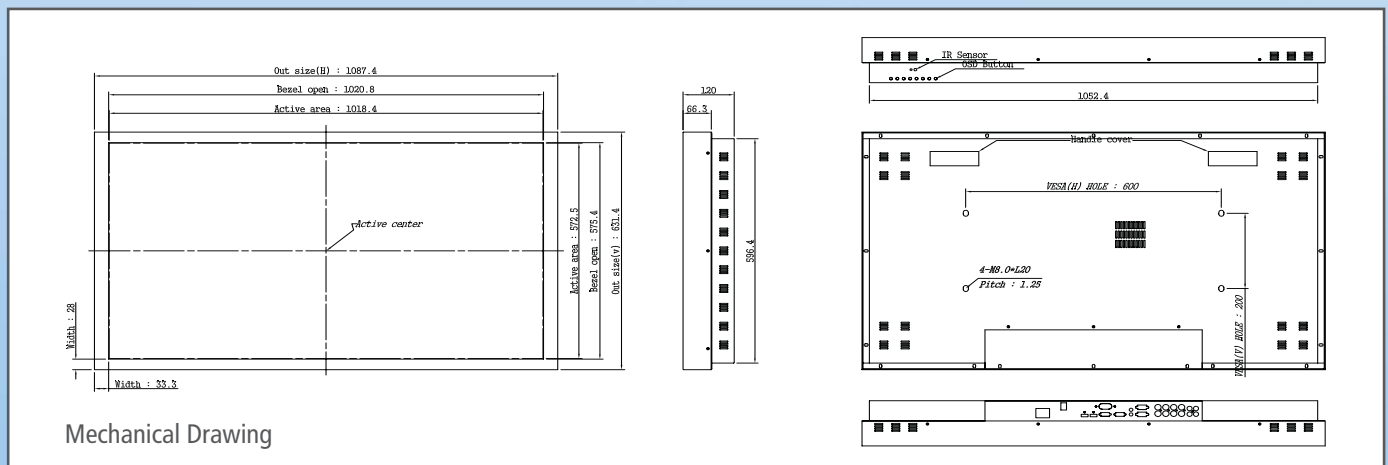 Out size(H) : 1087.4
Bezel open : 1020.8
Active area : 1018.4
Active center
Active area : 572.5
Bezel open : 575.4
Out size(v) : 631.4
Width : 28
Width : 33.3
120
66.3
596.4
IR Sensor
OSD Button
1052.4
Handle cover
VESA(H) HOLE : 600
4-M8.0*L20
Pitch : 1.25
VESA(V) HOLE : 200
Mechanical Drawing